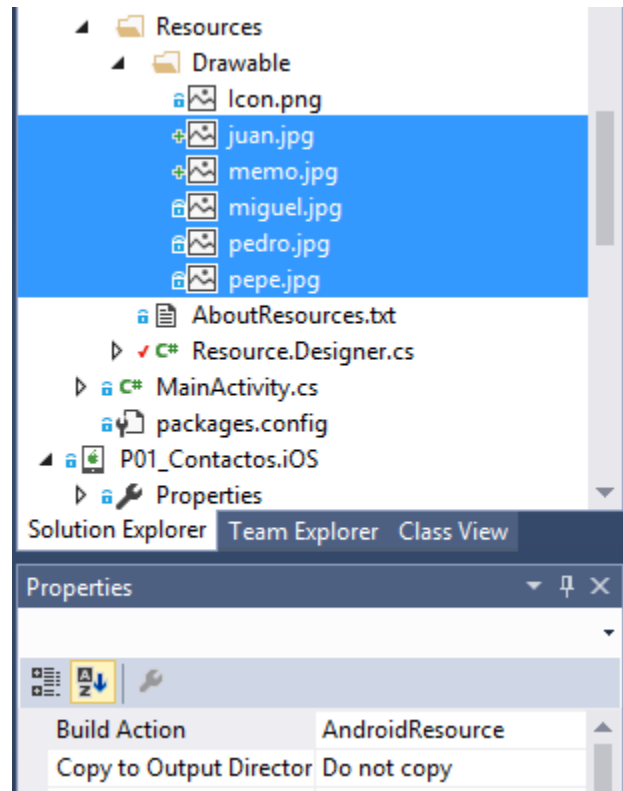 Resources
Drawable
Icon.png
juan.jpg
memo.jpg
miguel.jpg
pedro.jpg
pepe.jpg
AboutResources.txt
C# Resource.Designer.cs
C# MainActivity.cs
packages.config
P01_Contactos.iOS
Properties
Solution Explorer Team Explorer Class View
Properties
A Z
Build Action AndroidResource
Copy to Output Director Do not copy